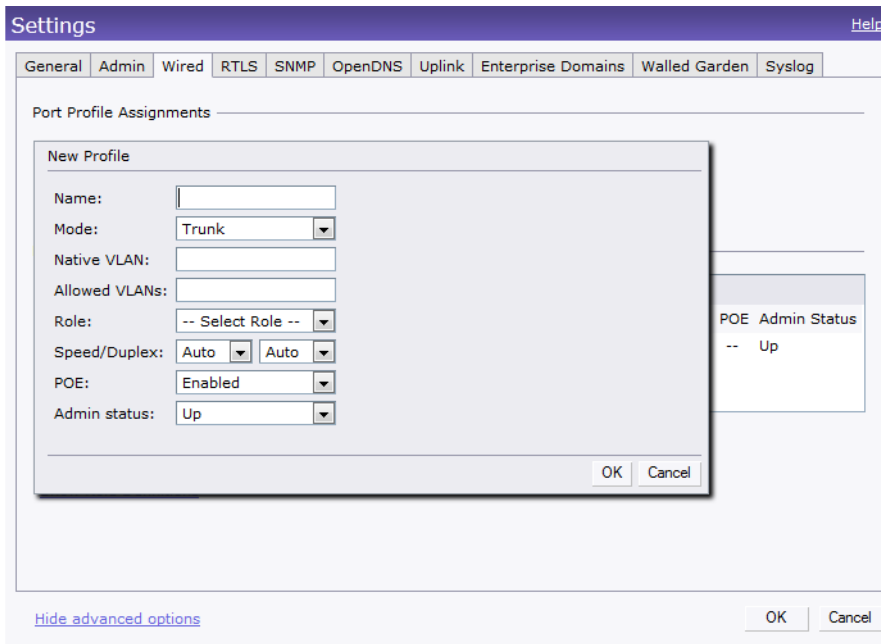 Settings Help
General Admin Wired RTLS SNMP OpenDNS Uplink Enterprise Domains Walled Garden Syslog
Port Profile Assignments
New Profile
Name:
Mode: Trunk
Native VLAN:
Allowed VLANs:
Role: -- Select Role --
POE Admin Status
Speed/Duplex: Auto Auto
-- Up
POE: Enabled
Admin status: Up
OK Cancel
Hide advanced options OK Cancel